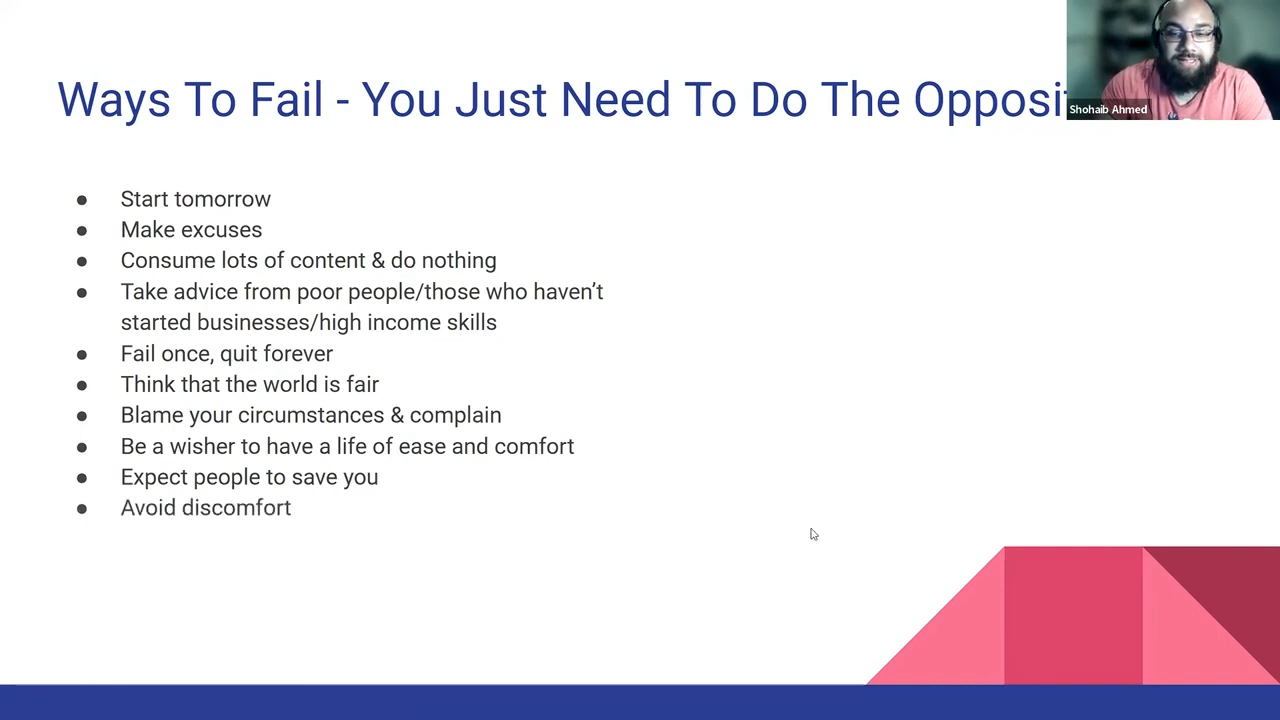 Ways To Fail - You Just Need To Do The Opposi
Shohaib Ahmed
● Start tomorrow
● Make excuses
● Consume lots of content & do nothing
● Take advice from poor people/those who haven't
started businesses/high income skills
● Fail once, quit forever
● Think that the world is fair
● Blame your circumstances & complain
● Be a wisher to have a life of ease and comfort
● Expect people to save you
● Avoid discomfort